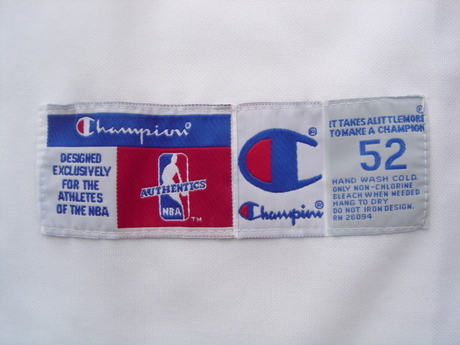 Champion®
DESIGNED
EXCLUSIVELY
FOR THE
ATHLETES
OF THE NBA
AUTHENTICS
NBA
™
®
Champion®
®
IT TAKES A LITTLE MORE
TO MAKE A CHAMPION
52
HAND WASH COLD
ONLY NON-CHLORINE
BLEACH WHEN NEEDED
HANG TO DRY
DO NOT IRON DESIGN.
RN 26094